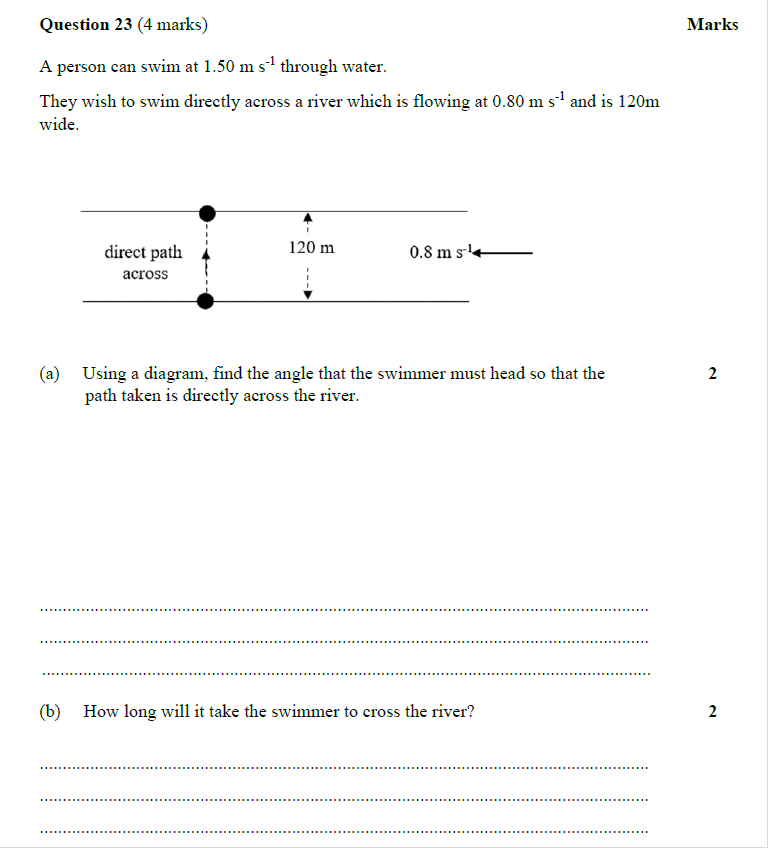 Question 23 (4 marks) Marks
A person can swim at 1.50 m s⁻¹ through water.
They wish to swim directly across a river which is flowing at 0.80 m s⁻¹ and is 120m
wide.
direct path
across
120 m
0.8 m s⁻¹
(a) Using a diagram, find the angle that the swimmer must head so that the 2
path taken is directly across the river.
(b) How long will it take the swimmer to cross the river? 2